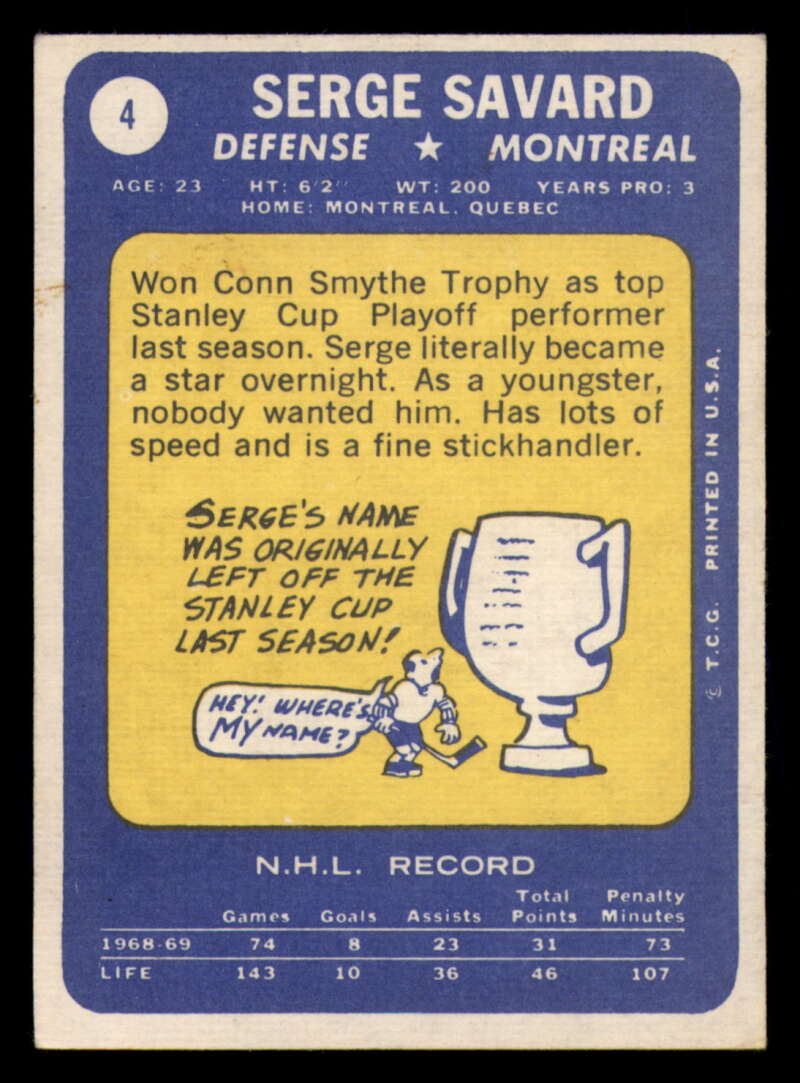 4
SERGE SAVARD
DEFENSE ★ MONTREAL
AGE: 23 HT: 6'2" WT: 200 YEARS PRO: 3
HOME: MONTREAL, QUEBEC
Won Conn Smythe Trophy as top
Stanley Cup Playoff performer
last season. Serge literally became
a star overnight. As a youngster,
nobody wanted him. Has lots of
speed and is a fine stickhandler.
SERGE'S NAME
WAS ORIGINALLY
LEFT OFF THE
STANLEY CUP
LAST SEASON!
HEY! WHERE'S
MY NAME?
© T.C.G. PRINTED IN U.S.A.
N.H.L. RECORD
Total Penalty
Games Goals Assists Points Minutes
1968-69 74 8 23 31 73
LIFE 143 10 36 46 107